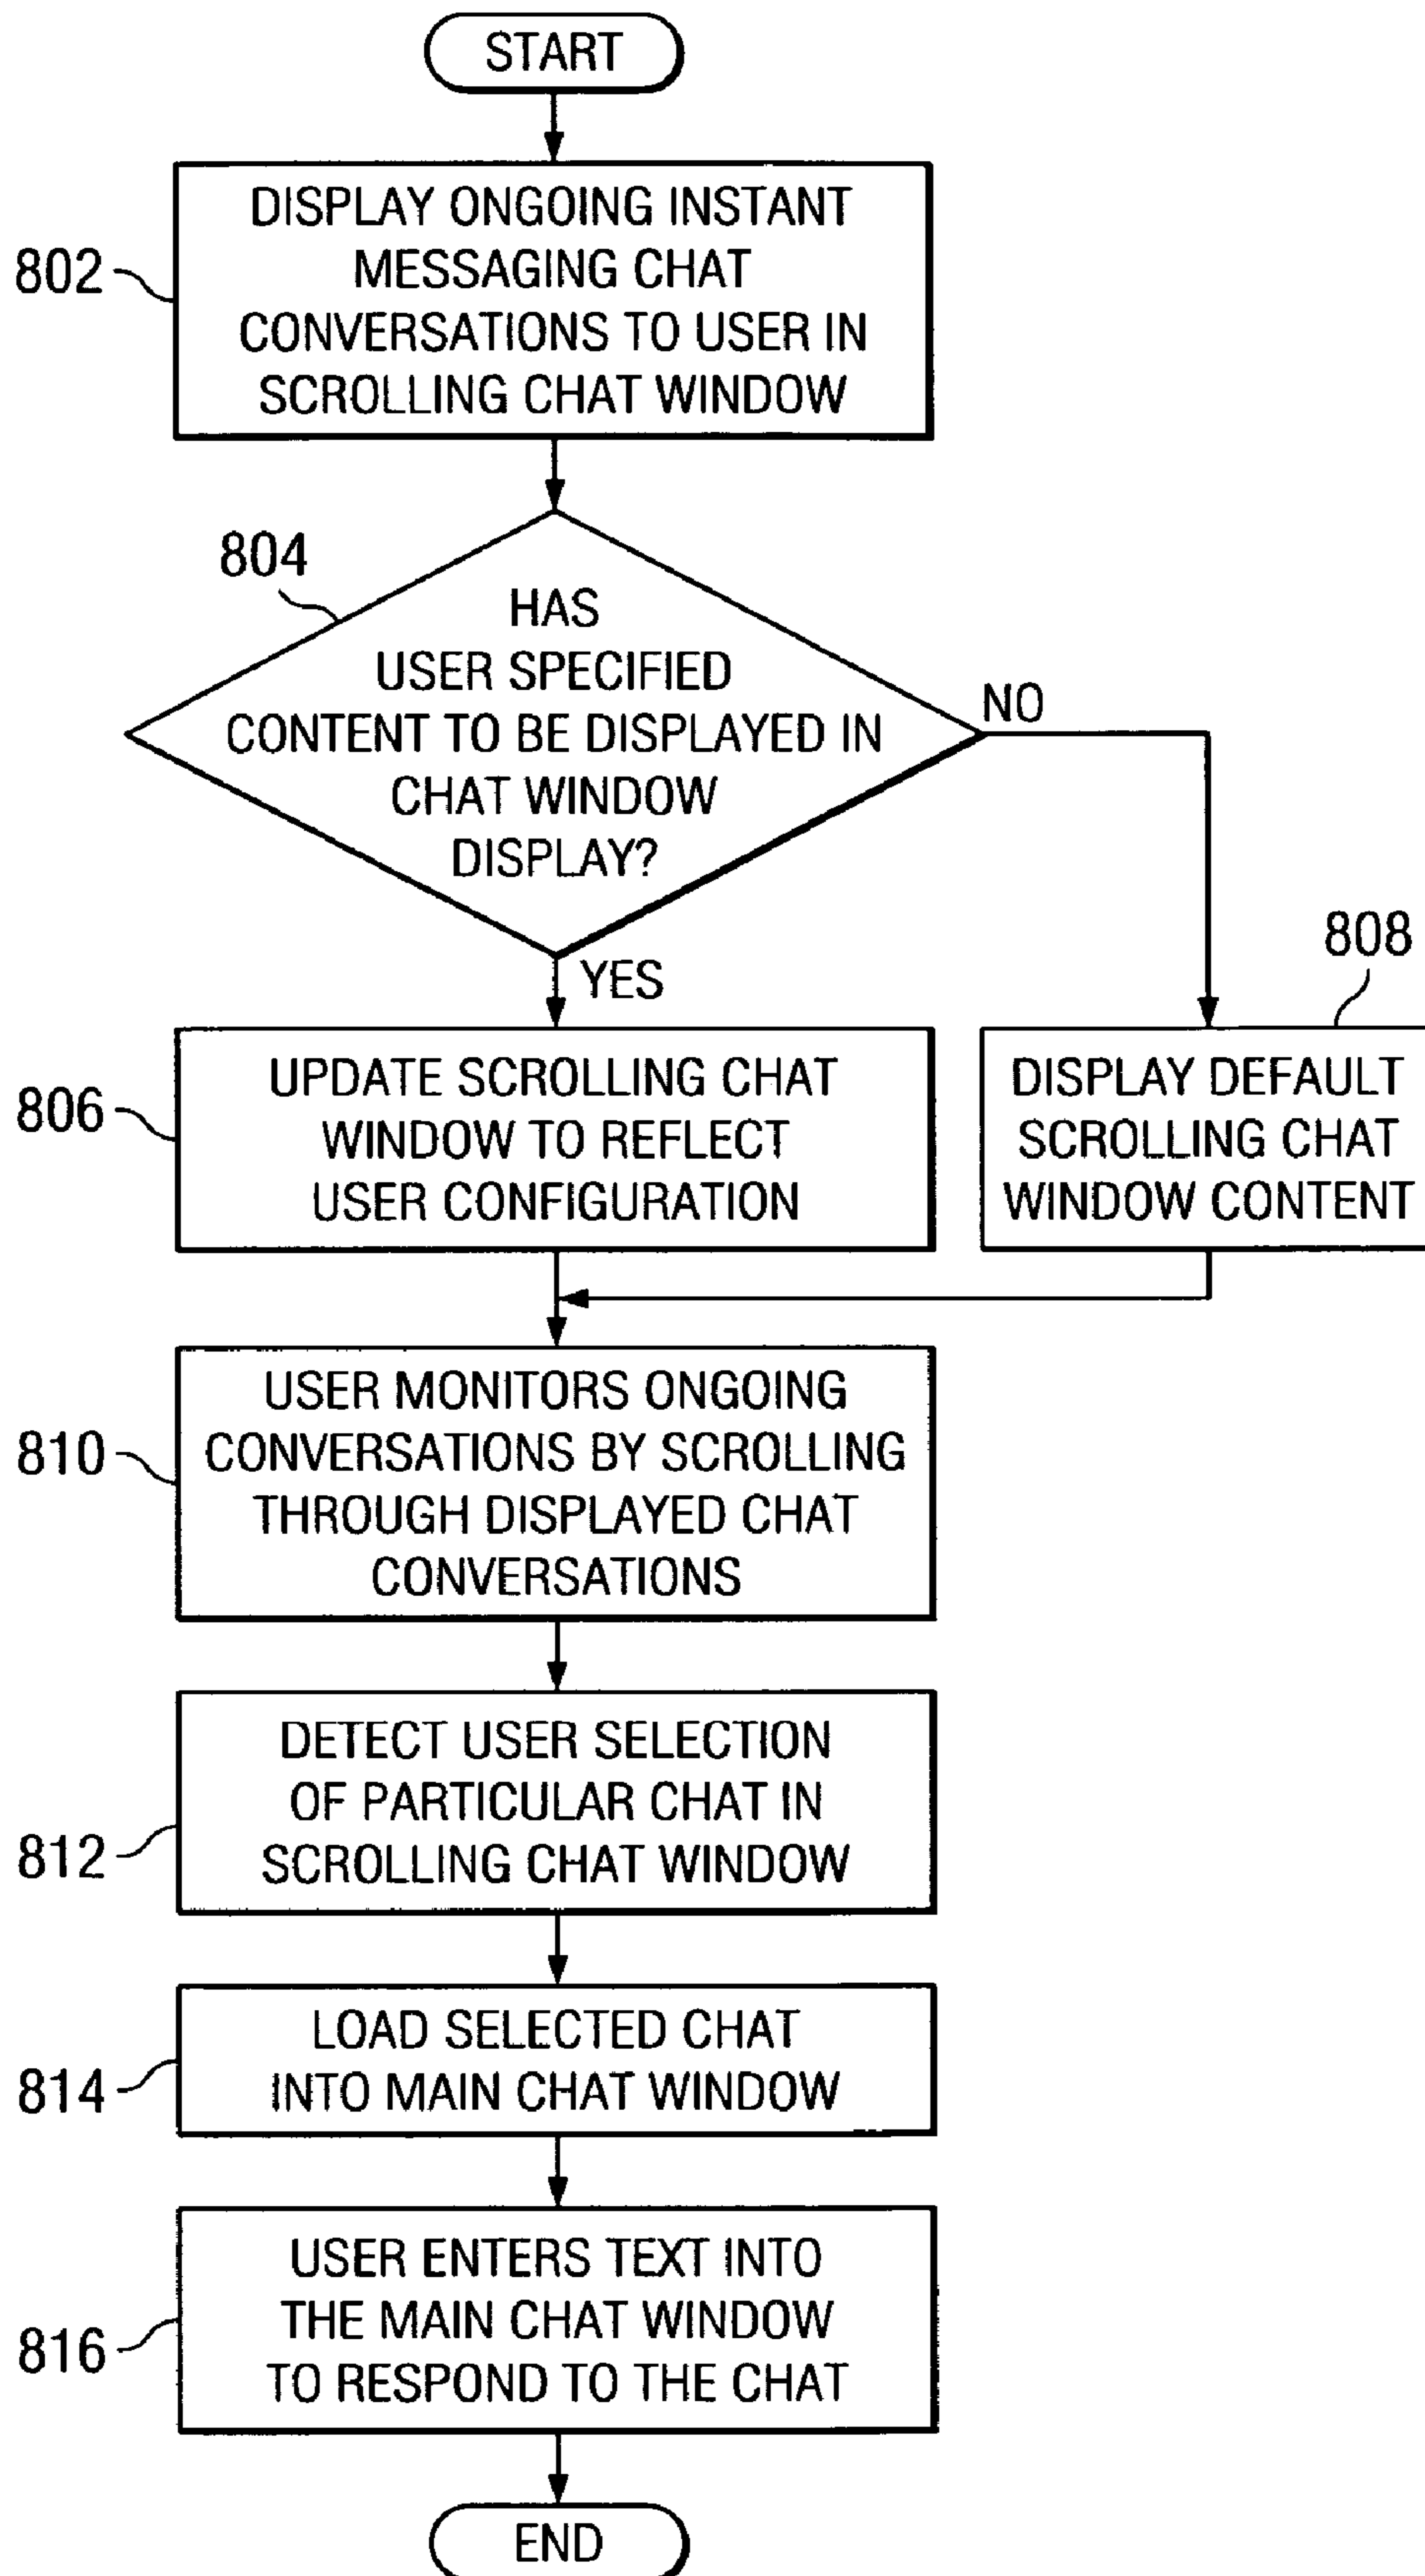 START
802
DISPLAY ONGOING INSTANT
MESSAGING CHAT
CONVERSATIONS TO USER IN
SCROLLING CHAT WINDOW
804
HAS
USER SPECIFIED
CONTENT TO BE DISPLAYED IN
CHAT WINDOW
DISPLAY?
NO
YES
806
UPDATE SCROLLING CHAT
WINDOW TO REFLECT
USER CONFIGURATION
808
DISPLAY DEFAULT
SCROLLING CHAT
WINDOW CONTENT
810
USER MONITORS ONGOING
CONVERSATIONS BY SCROLLING
THROUGH DISPLAYED CHAT
CONVERSATIONS
812
DETECT USER SELECTION
OF PARTICULAR CHAT IN
SCROLLING CHAT WINDOW
814
LOAD SELECTED CHAT
INTO MAIN CHAT WINDOW
816
USER ENTERS TEXT INTO
THE MAIN CHAT WINDOW
TO RESPOND TO THE CHAT
END